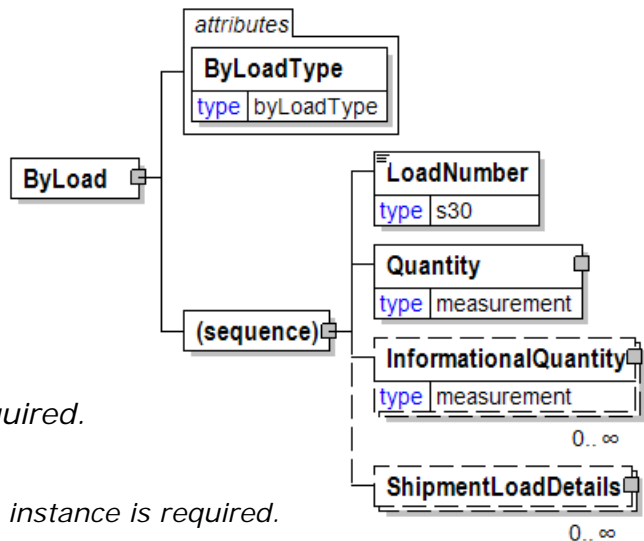 attributes
ByLoadType
type byLoadType
ByLoad
LoadNumber
type s30
Quantity
type measurement
(sequence)
InformationalQuantity
type measurement
0.. ∞
instance is required.
ShipmentLoadDetails
0.. ∞